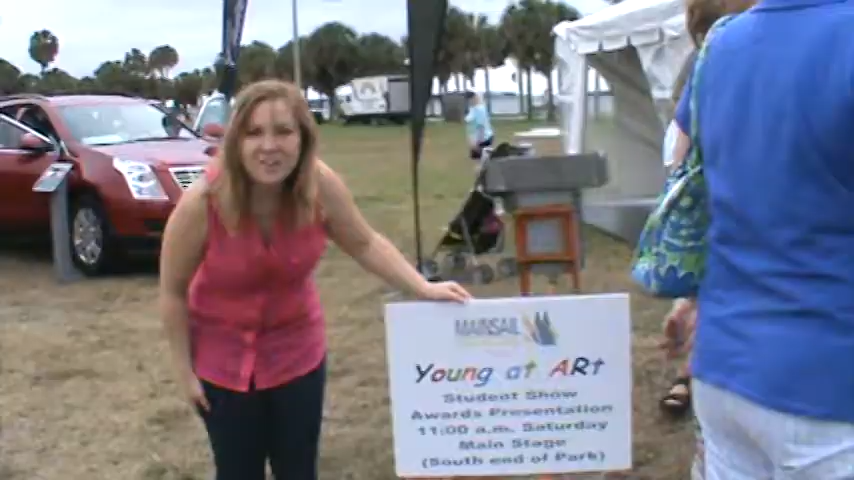 MAINSAIL
Young at ARt
Student Show
Awards Presentation
11:00 a.m. Saturday
Main Stage
(South end of Park)